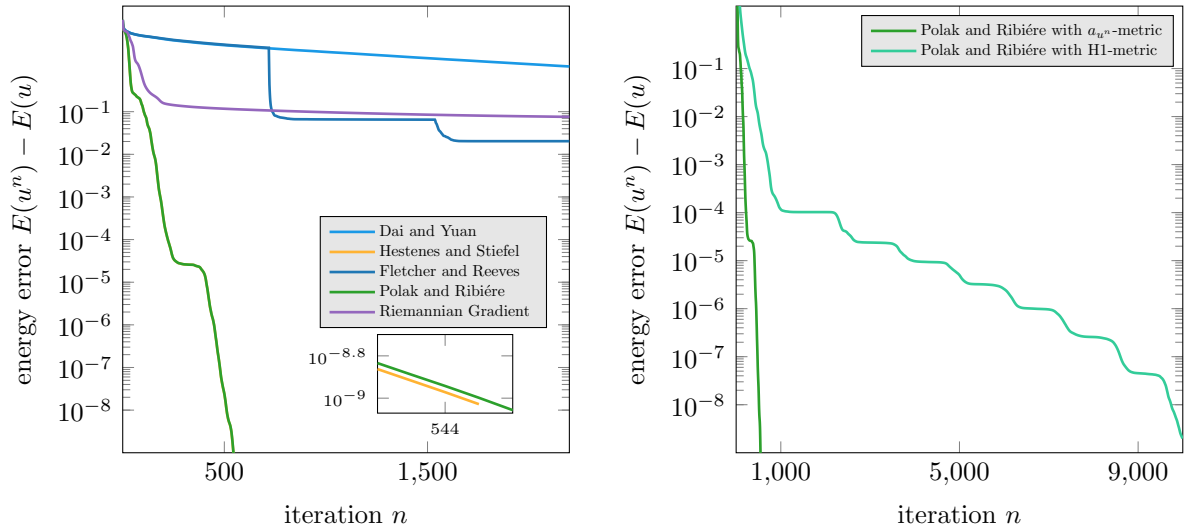 10^{-1}
10^{-2}
10^{-3}
10^{-4}
10^{-5}
10^{-6}
10^{-7}
10^{-8}
energy error E(u^n) − E(u)
Dai and Yuan
Hestenes and Stiefel
Fletcher and Reeves
Polak and Ribiére
Riemannian Gradient
10^{-8.8}
10^{-9}
544
500
1,500
iteration n
Polak and Ribiére with a_{u^n}-metric
Polak and Ribiére with H1-metric
10^{-1}
10^{-2}
10^{-3}
10^{-4}
10^{-5}
10^{-6}
10^{-7}
10^{-8}
energy error E(u^n) − E(u)
1,000
5,000
9,000
iteration n